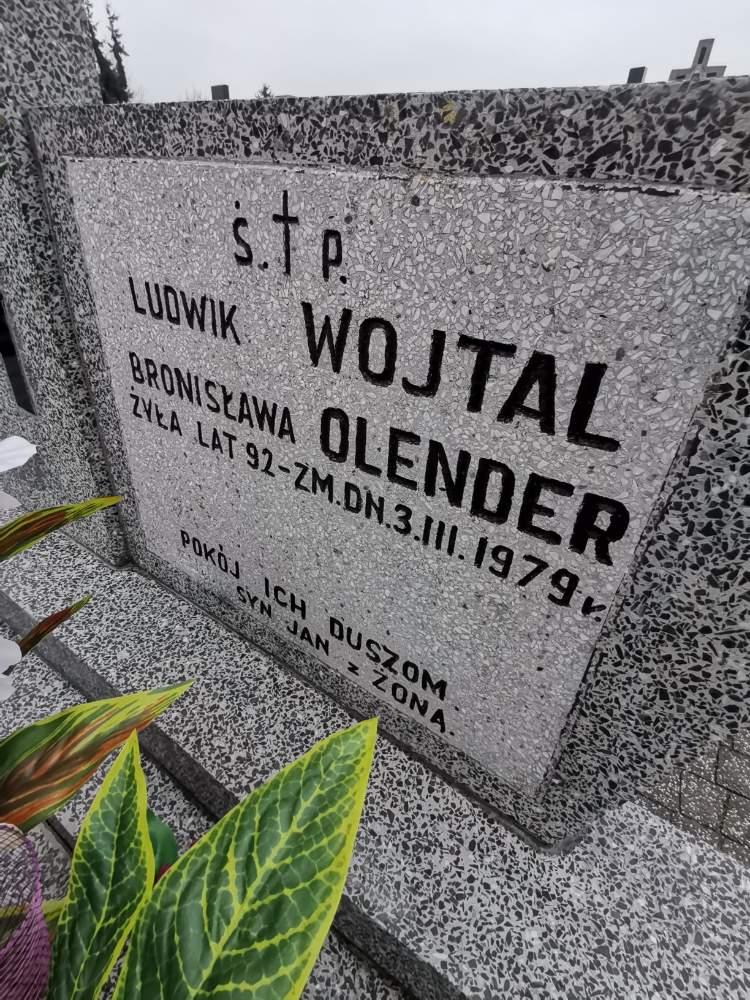 Ś. † P.
LUDWIK WOJTAL
BRONISŁAWA OLENDER
ŻYŁA LAT 92-ZM.DN.3.III.1979r.
POKÓJ ICH DUSZOM.
SYN JAN z ŻONĄ.